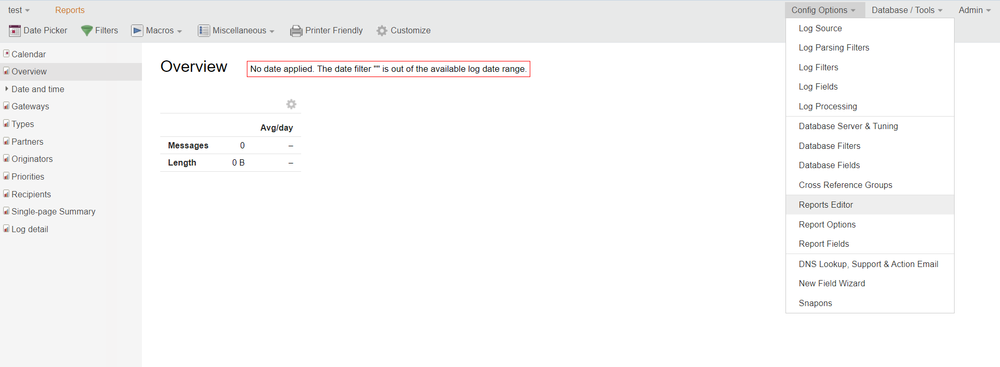 test
Reports
Config Options
Database / Tools
Admin
Date Picker
Filters
Macros
Miscellaneous
Printer Friendly
Customize
Calendar
Overview
Date and time
Gateways
Types
Partners
Originators
Priorities
Recipients
Single-page Summary
Log detail
Overview
No date applied. The date filter "" is out of the available log date range.
Avg/day
Messages 0 –
Length 0 B –
Log Source
Log Parsing Filters
Log Filters
Log Fields
Log Processing
Database Server & Tuning
Database Filters
Database Fields
Cross Reference Groups
Reports Editor
Report Options
Report Fields
DNS Lookup, Support & Action Email
New Field Wizard
Snapons